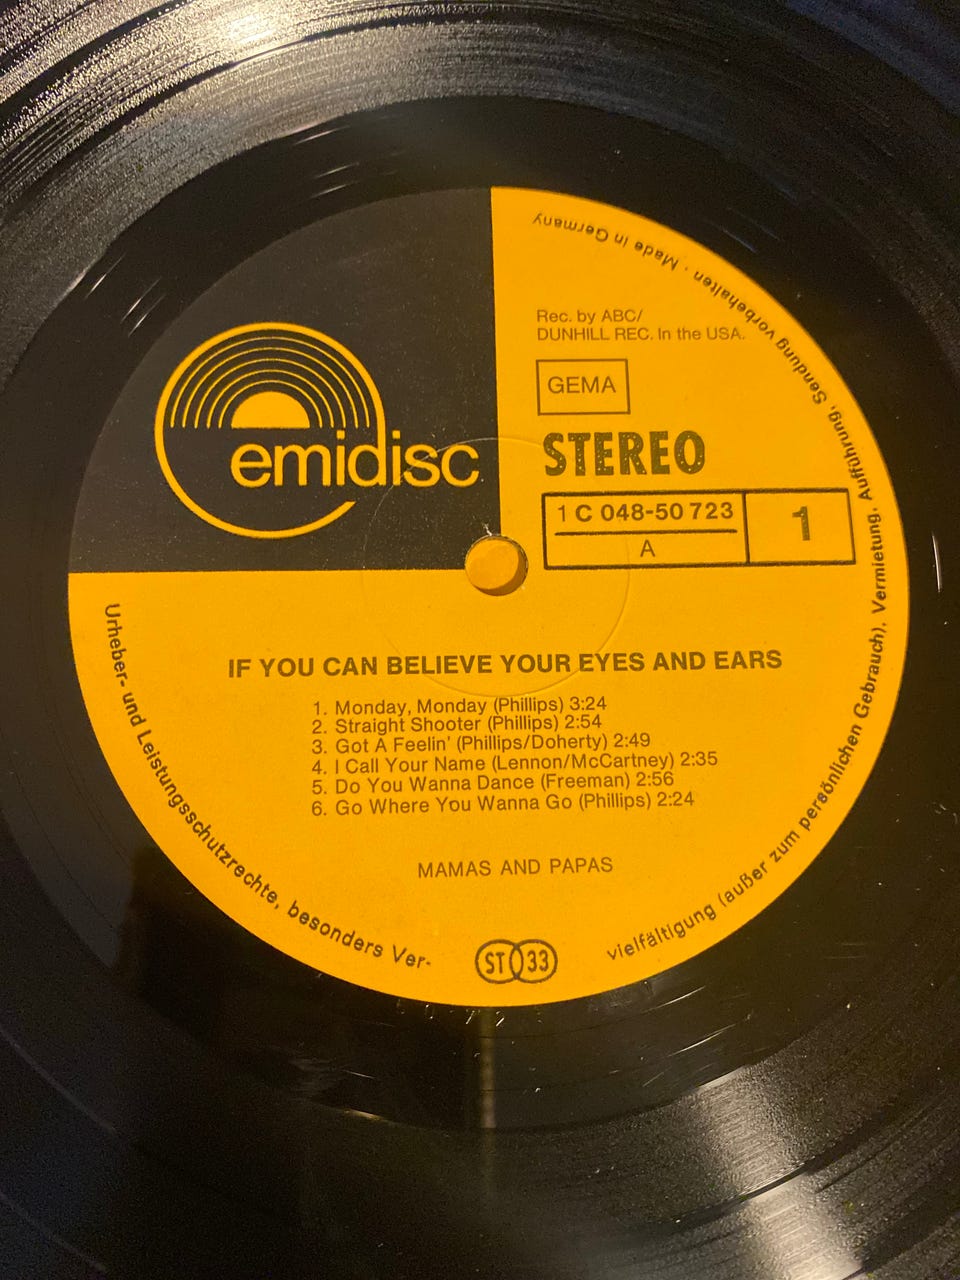 emidisc
Rec. by ABC/
DUNHILL REC. In the USA.
GEMA
STEREO
1 C 048-50 723
A
1
IF YOU CAN BELIEVE YOUR EYES AND EARS
1. Monday, Monday (Phillips) 3:24
2. Straight Shooter (Phillips) 2:54
3. Got A Feelin' (Phillips/Doherty) 2:49
4. I Call Your Name (Lennon/McCartney) 2:35
5. Do You Wanna Dance (Freeman) 2:56
6. Go Where You Wanna Go (Phillips) 2:24
MAMAS AND PAPAS
ST 33
Urheber- und Leistungsschutzrechte, besonders Ver-
vielfältigung (außer zum persönlichen Gebrauch), Vermietung, Aufführung, Sendung vorbehalten · Made in Germany